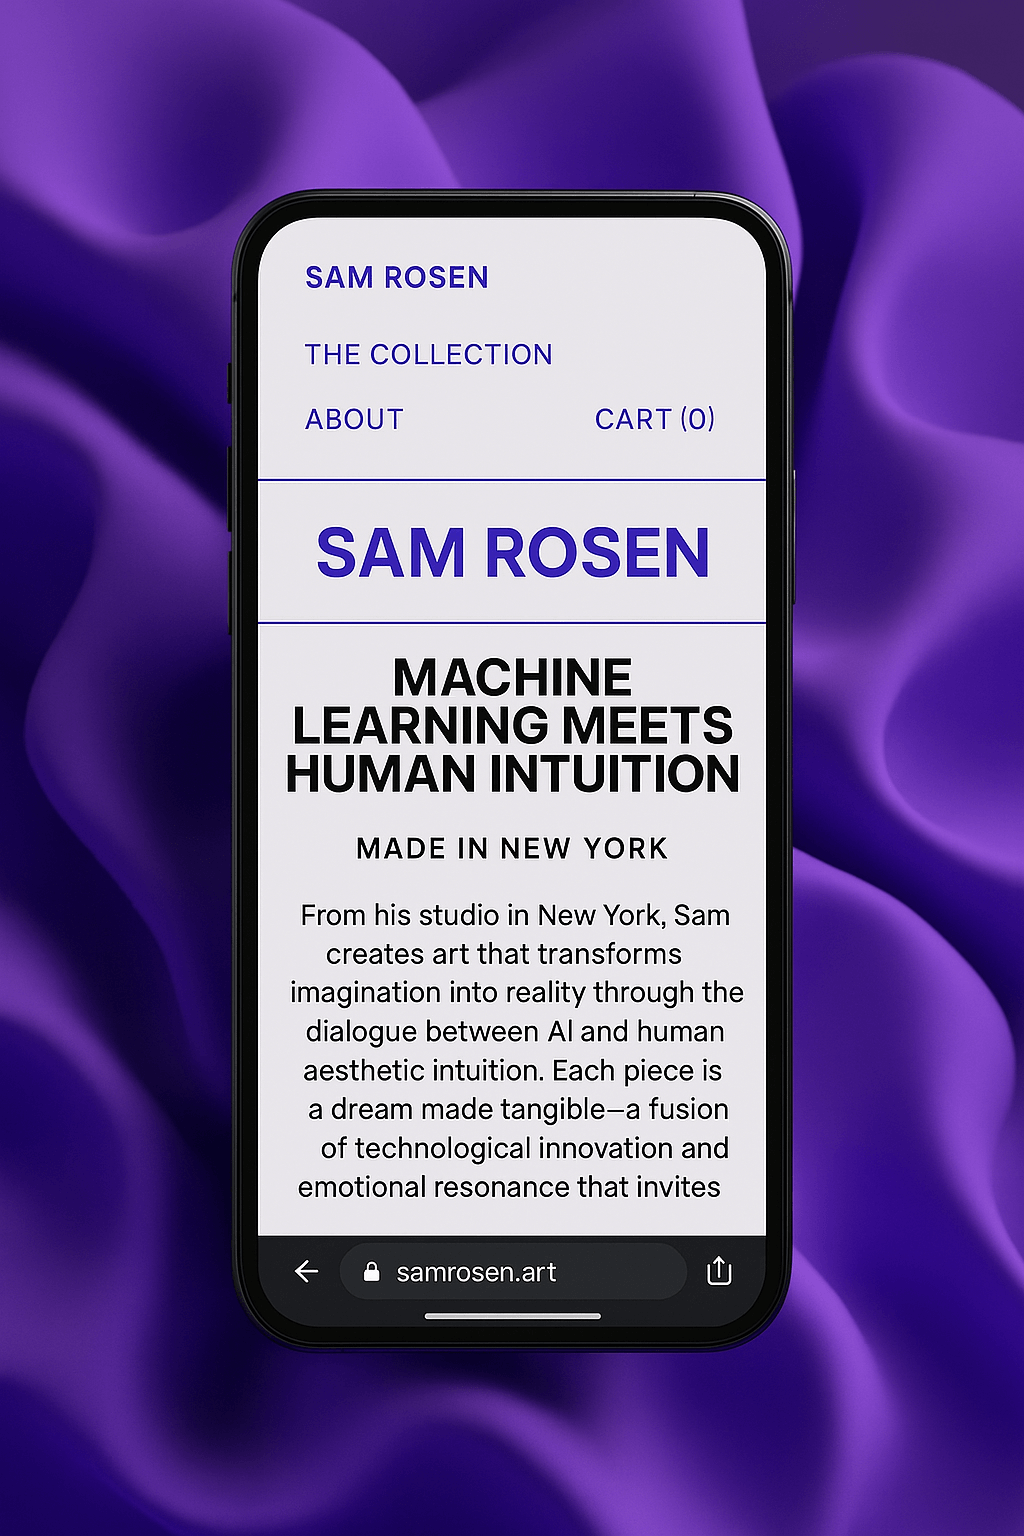 SAM ROSEN
THE COLLECTION
ABOUT CART (0)
SAM ROSEN
MACHINE
LEARNING MEETS
HUMAN INTUITION
MADE IN NEW YORK
From his studio in New York, Sam
creates art that transforms
imagination into reality through the
dialogue between AI and human
aesthetic intuition. Each piece is
a dream made tangible—a fusion
of technological innovation and
emotional resonance that invites
samrosen.art